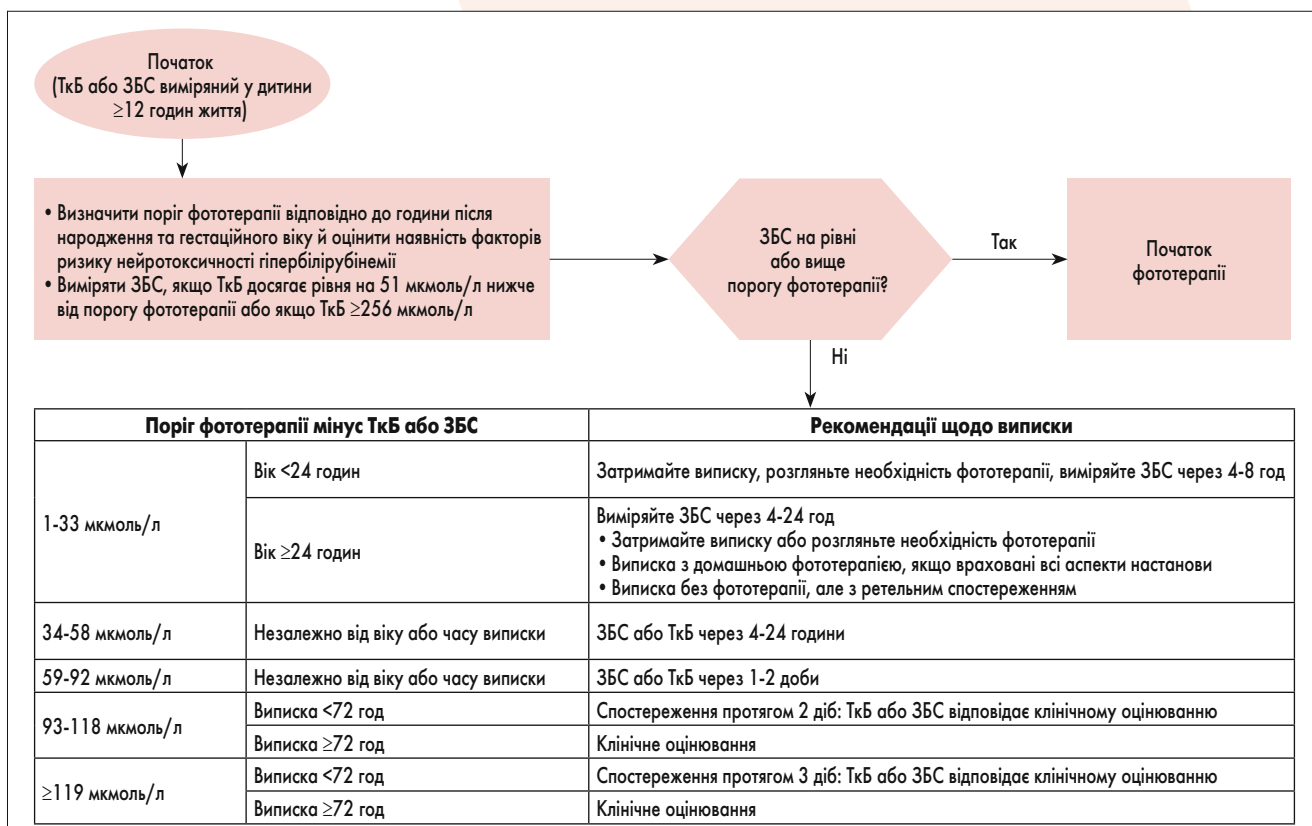 Початок
(ТкБ або ЗБС виміряний у дитини
≥12 годин життя)
• Визначити поріг фототерапії відповідно до години після
народження та гестаційного віку й оцінити наявність факторів
ризику нейротоксичності гіпербілірубінемії
• Виміряти ЗБС, якщо ТкБ досягає рівня на 51 мкмоль/л нижче
від порогу фототерапії або якщо ТкБ ≥256 мкмоль/л
ЗБС на рівні
або вище
порогу фототерапії?
Так
Початок
фототерапії
Ні
Поріг фототерапії мінус ТкБ або ЗБС
Рекомендації щодо виписки
1-33 мкмоль/л
Вік <24 годин
Затримайте виписку, розгляньте необхідність фототерапії, виміряйте ЗБС через 4-8 год
Вік ≥24 годин
Виміряйте ЗБС через 4-24 год
• Затримайте виписку або розгляньте необхідність фототерапії
• Виписка з домашньою фототерапією, якщо враховані всі аспекти настанови
• Виписка без фототерапії, але з ретельним спостереженням
34-58 мкмоль/л
Незалежно від віку або часу виписки
ЗБС або ТкБ через 4-24 години
59-92 мкмоль/л
Незалежно від віку або часу виписки
ЗБС або ТкБ через 1-2 доби
93-118 мкмоль/л
Виписка <72 год
Спостереження протягом 2 діб: ТкБ або ЗБС відповідає клінічному оцінюванню
Виписка ≥72 год
Клінічне оцінювання
≥119 мкмоль/л
Виписка <72 год
Спостереження протягом 3 діб: ТкБ або ЗБС відповідає клінічному оцінюванню
Виписка ≥72 год
Клінічне оцінювання